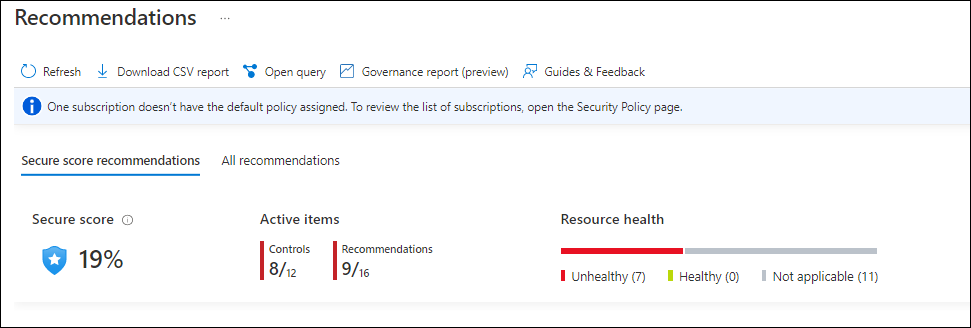 Recommendations ...
Refresh Download CSV report Open query Governance report (preview) Guides & Feedback
One subscription doesn't have the default policy assigned. To review the list of subscriptions, open the Security Policy page.
Secure score recommendations All recommendations
Secure score Active items Resource health
Controls Recommendations
19% 8/12 9/16
Unhealthy (7) Healthy (0) Not applicable (11)